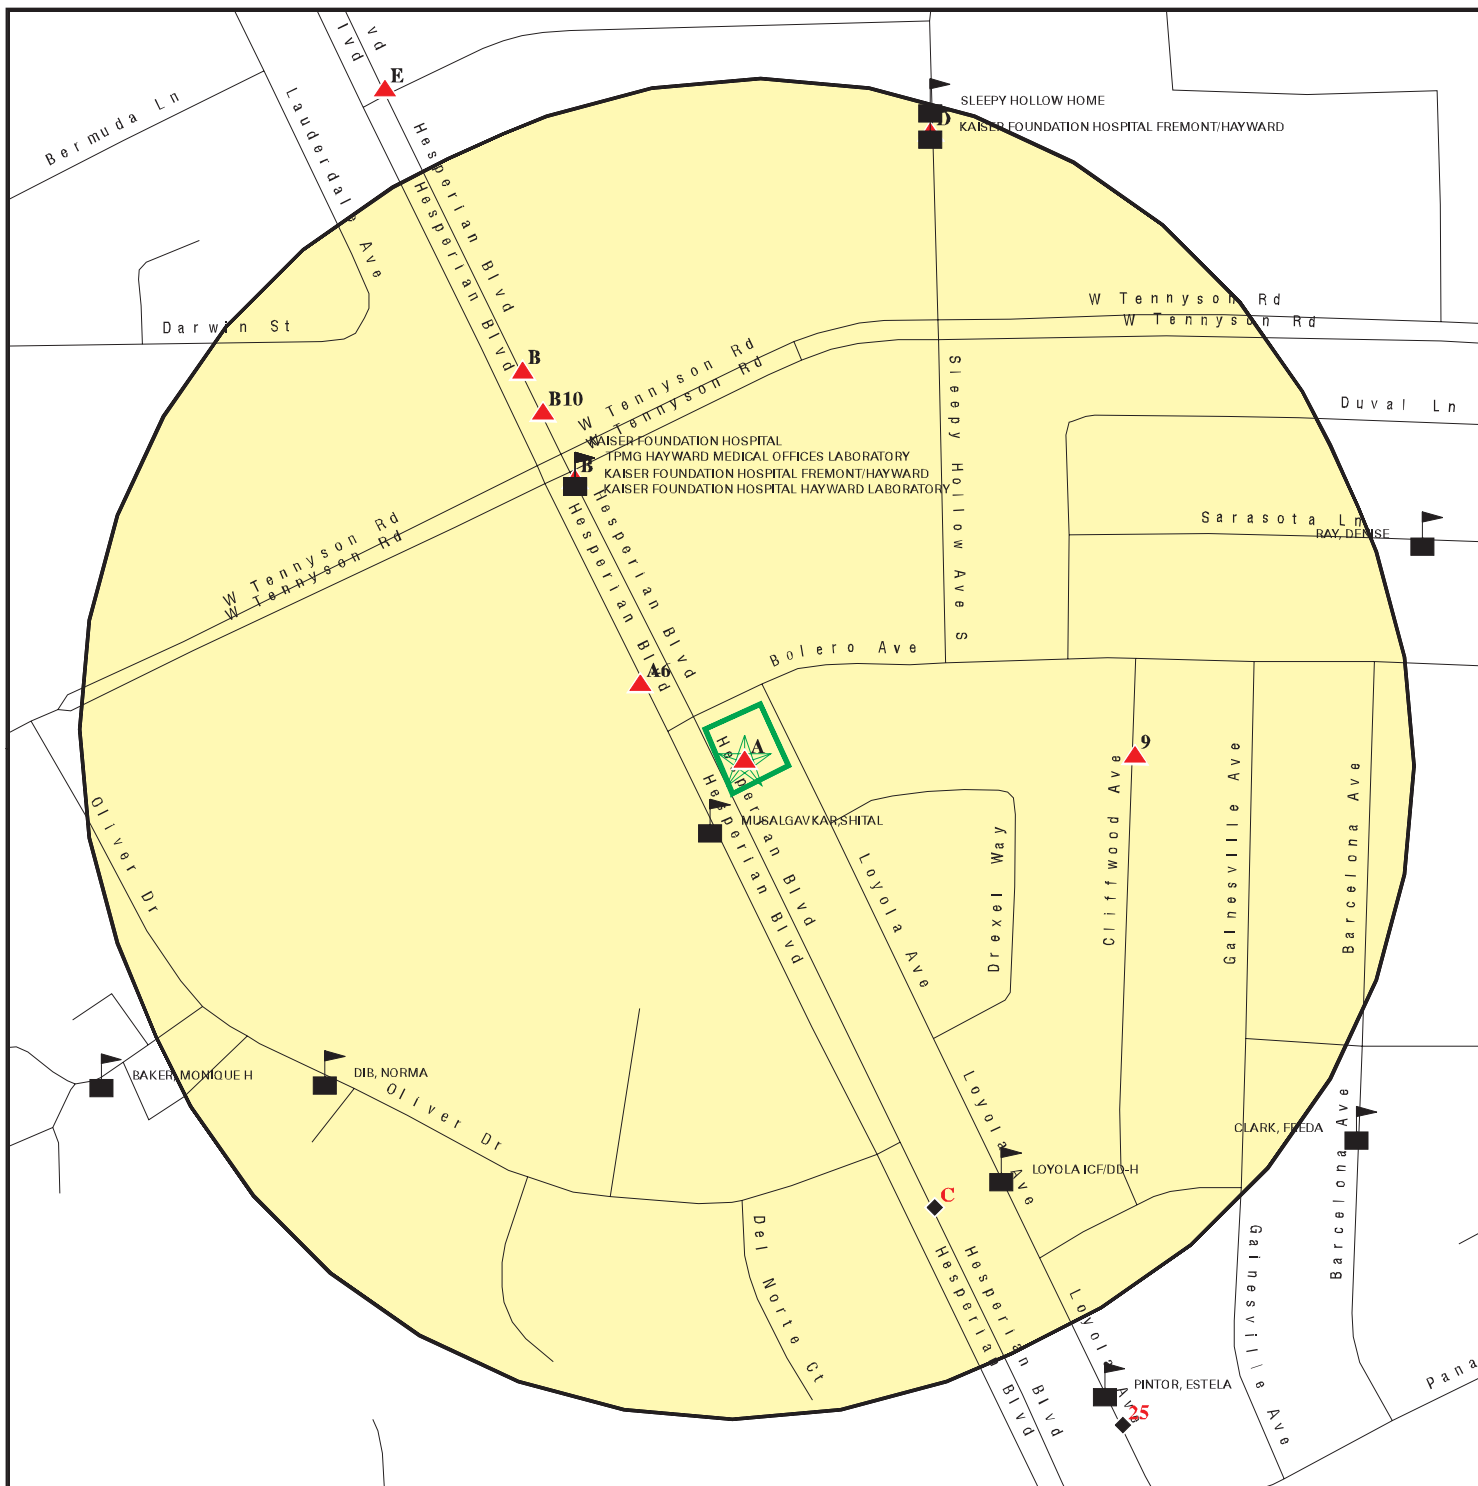 lvd
vd
E
Bermuda Ln
Lauderdale Ave
Hesperian Blvd
Hesperian Blvd
SLEEPY HOLLOW HOME
D
KAISER FOUNDATION HOSPITAL FREMONT/HAYWARD
Darwin St
W Tennyson Rd
W Tennyson Rd
B
B10
W Tennyson Rd
W Tennyson Rd
Sleepy Hollow Ave S
Duval Ln
KAISER FOUNDATION HOSPITAL
TPMG HAYWARD MEDICAL OFFICES LABORATORY
B
KAISER FOUNDATION HOSPITAL FREMONT/HAYWARD
KAISER FOUNDATION HOSPITAL HAYWARD LABORATORY
Sarasota Ln
RAY, DENISE
W Tennyson Rd
W Tennyson Rd
Hesperian Blvd
Hesperian Blvd
Bolero Ave
A6
A
9
Hesperian Blvd
Hesperian Blvd
MUSALGAVKAR,SHITAL
Oliver Dr
Loyola Ave
Drexel Way
Cliffwood Ave
Gainesville Ave
Barcelona Ave
BAKER, MONIQUE H
DIB, NORMA
Oliver Dr
Loyola Ave
CLARK, FREDA
Barcelona Ave
LOYOLA ICF/DD-H
C
Del Norte Ct
Hesperian Blvd
Hesperian Blvd
Gainesville Ave
Barcelona Ave
Loyola Ave
PINTOR, ESTELA
25
Pana